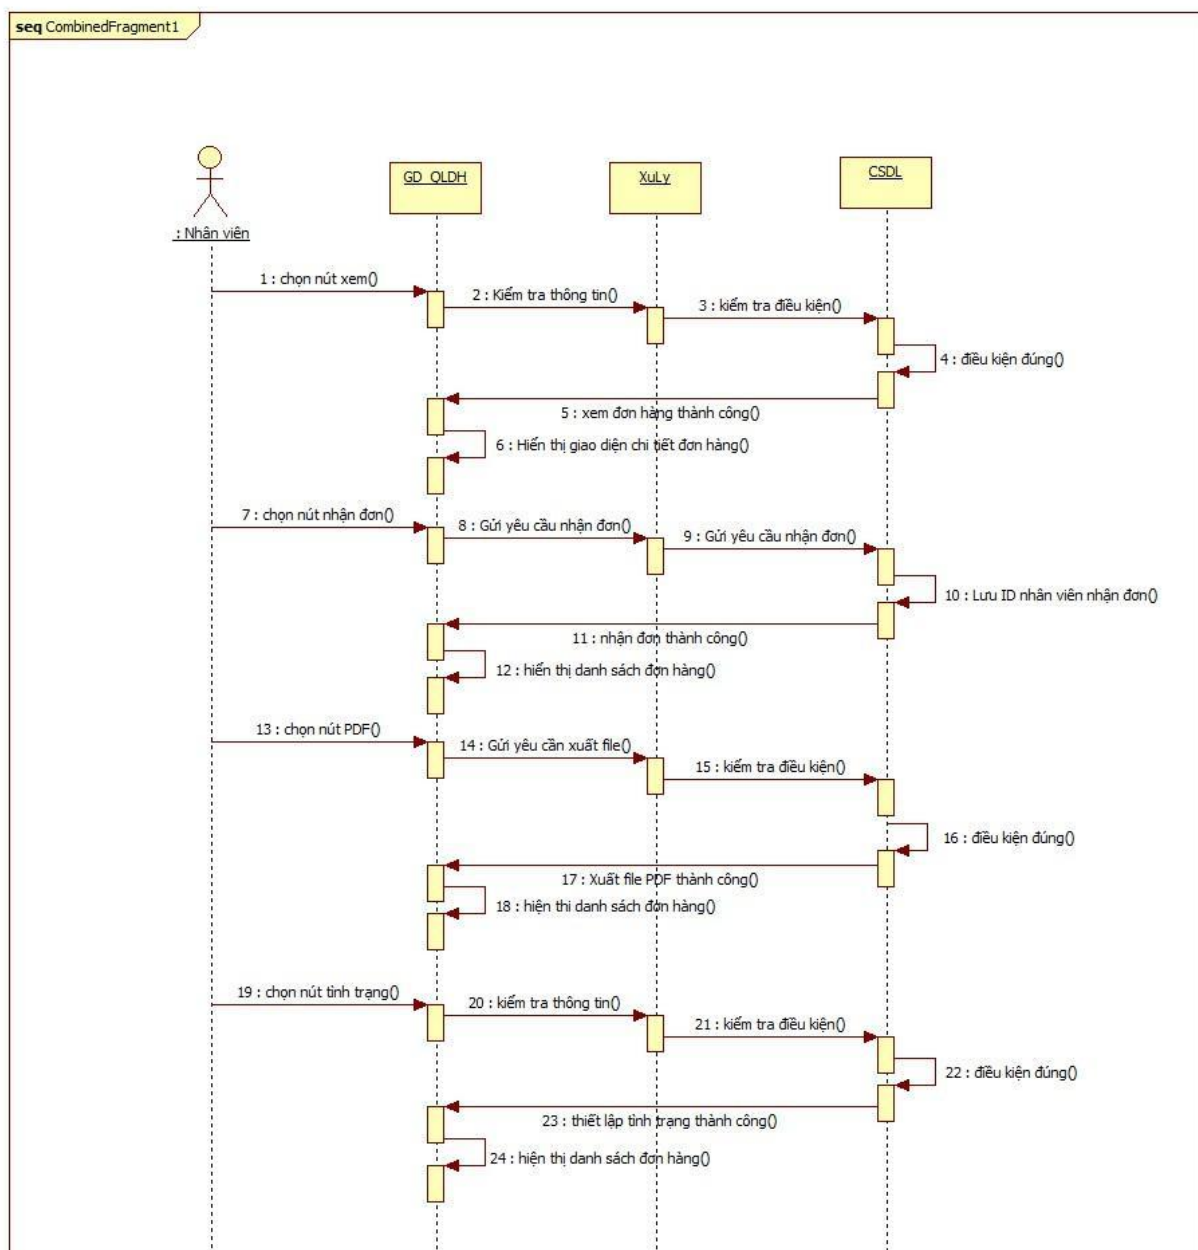 seq CombinedFragment1
: Nhân viên
GD_QLDH
XuLy
CSDL
1 : chọn nút xem()
2 : Kiểm tra thông tin()
3 : kiểm tra điều kiện()
4 : điều kiện đúng()
5 : xem đơn hàng thành công()
6 : Hiển thị giao diện chi tiết đơn hàng()
7 : chọn nút nhận đơn()
8 : Gửi yêu cầu nhận đơn()
9 : Gửi yêu cầu nhận đơn()
10 : Lưu ID nhân viên nhận đơn()
11 : nhận đơn thành công()
12 : hiển thị danh sách đơn hàng()
13 : chọn nút PDF()
14 : Gửi yêu cần xuất file()
15 : kiểm tra điều kiện()
16 : điều kiện đúng()
17 : Xuất file PDF thành công()
18 : hiện thi danh sách đơn hàng()
19 : chọn nút tình trạng()
20 : kiểm tra thông tin()
21 : kiểm tra điều kiện()
22 : điều kiện đúng()
23 : thiết lập tình trạng thành công()
24 : hiện thị danh sách đơn hàng()